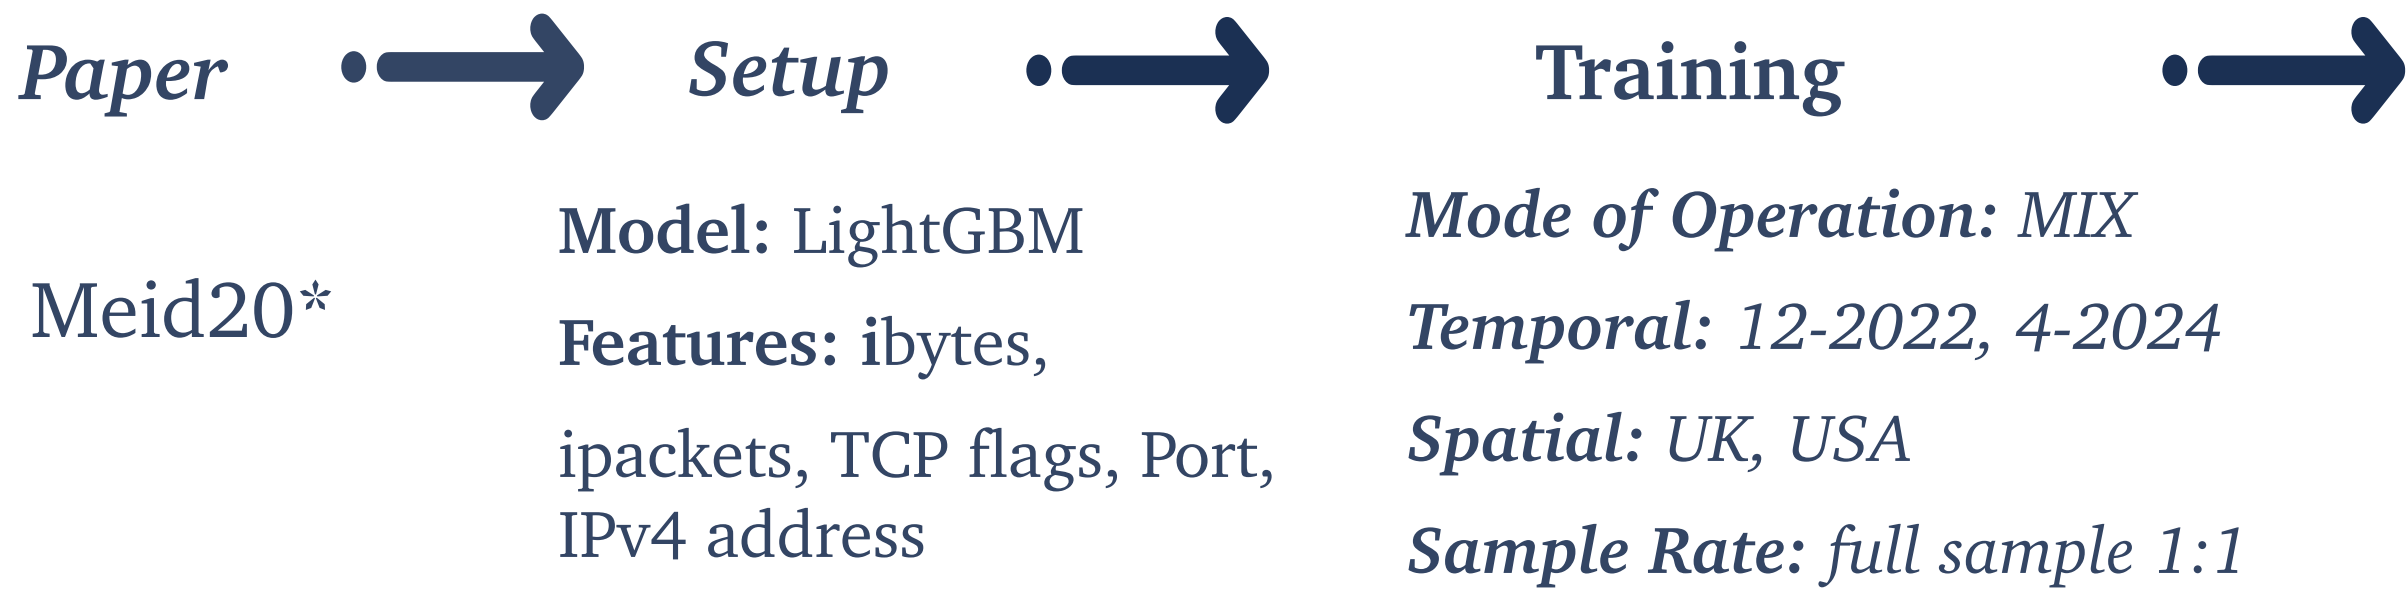 Paper
Setup
Training
Meid20*
Model: LightGBM
Features: ibytes,
ipackets, TCP flags, Port,
IPv4 address
Mode of Operation: MIX
Temporal: 12-2022, 4-2024
Spatial: UK, USA
Sample Rate: full sample 1:1